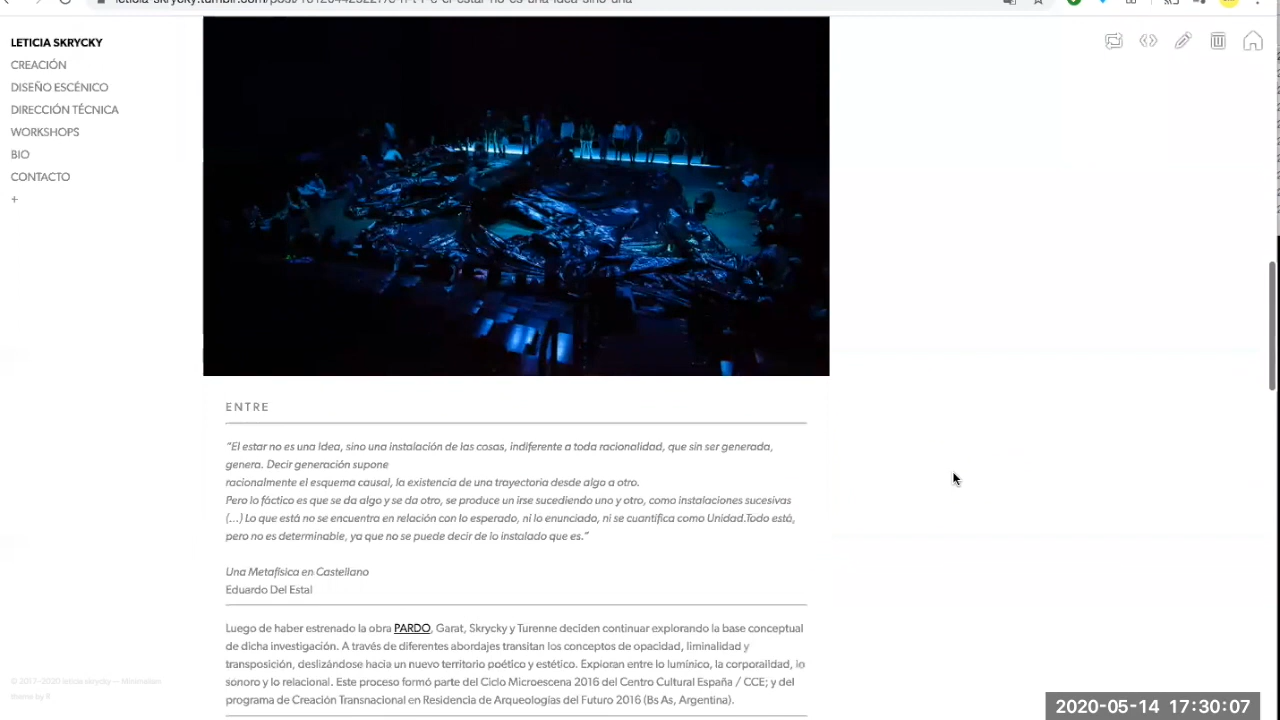 LETICIA SKRYCKY
CREACIÓN
DISEÑO ESCÉNICO
DIRECCIÓN TÉCNICA
WORKSHOPS
BIO
CONTACTO
+
ENTRE
“El estar no es una Idea, sino una instalación de las cosas, indiferente a toda racionalidad, que sin ser generada,
genera. Decir generación supone
racionalmente el esquema causal, la existencia de una trayectoria desde algo a otro.
Pero lo fáctico es que se da algo y se da otro, se produce un irse sucediendo uno y otro, como instalaciones sucesivas
(...) Lo que está no se encuentra en relación con lo esperado, ni lo enunciado, ni se cuantifica como Unidad.Todo está,
pero no es determinable, ya que no se puede decir de lo instalado que es.”
Una Metafísica en Castellano
Eduardo Del Estal
Luego de haber estrenado la obra PARDO, Garat, Skrycky y Turenne deciden continuar explorando la base conceptual
de dicha investigación. A través de diferentes abordajes transitan los conceptos de opacidad, liminalidad y
transposición, deslizándose hacia un nuevo territorio poético y estético. Exploran entre lo lumínico, la corporalidad, lo
sonoro y lo relacional. Este proceso formó parte del Ciclo Microescena 2016 del Centro Cultural España / CCE; y del
programa de Creación Transnacional en Residencia de Arqueologías del Futuro 2016 (Bs As, Argentina).
© 2017–2020 leticia skrycky — Minimalism
theme by
2020-05-14 17:30:07